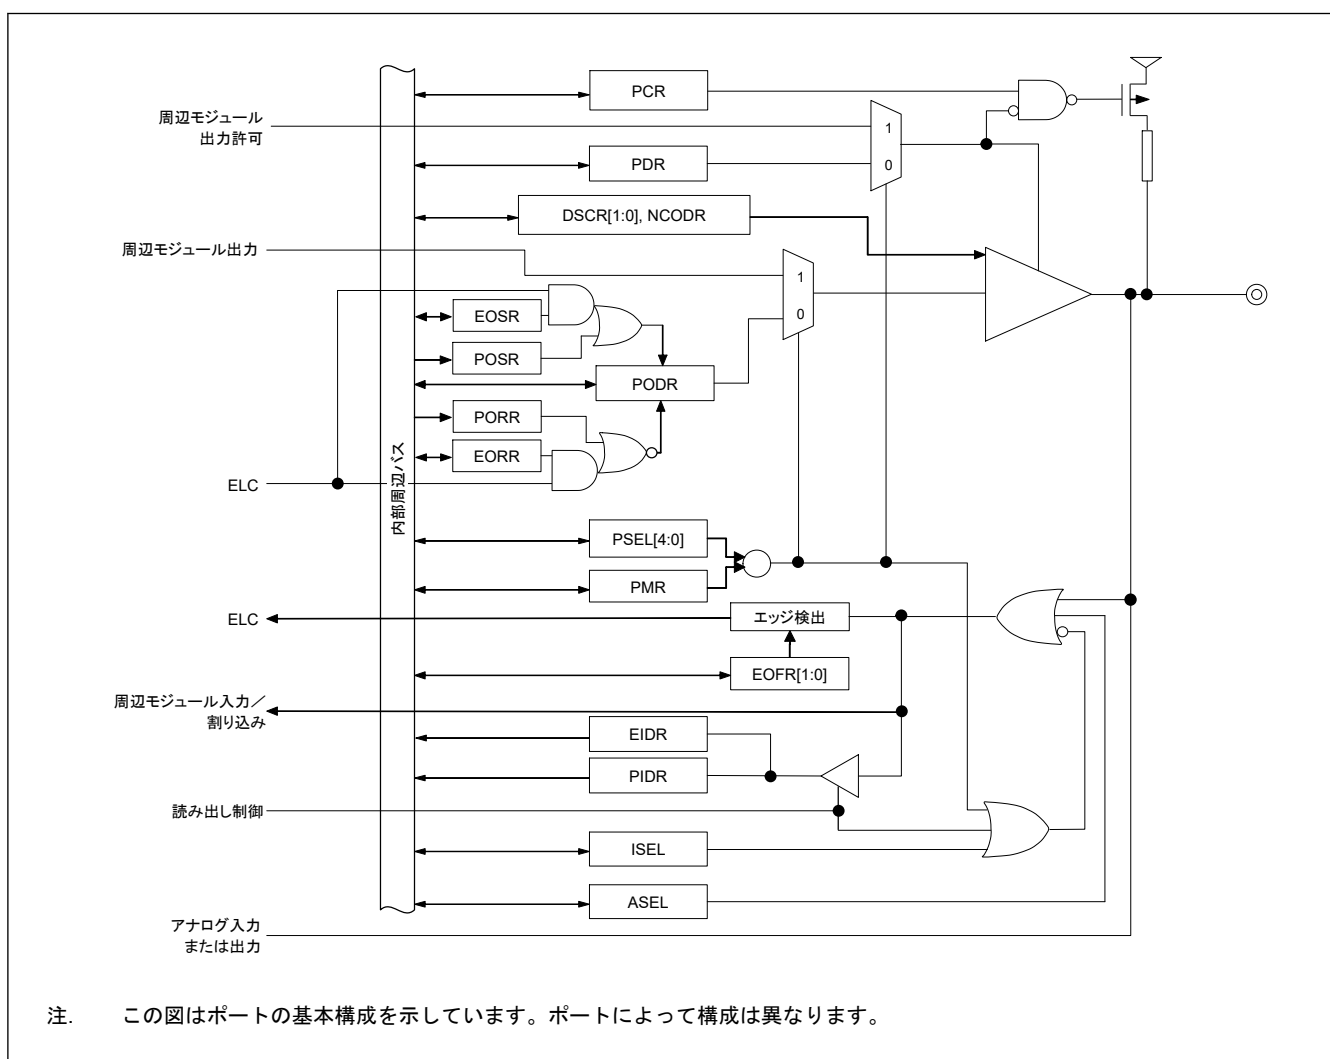 PCR
周辺モジュール
出力許可
1
PDR
0
DSCR[1:0], NCODR
周辺モジュール出力
1
EOSR
0
POSR
PODR
PORR
EORR
内部周辺バス
ELC
PSEL[4:0]
PMR
ELC
エッジ検出
EOFR[1:0]
周辺モジュール入力／
割り込み
EIDR
PIDR
読み出し制御
ISEL
ASEL
アナログ入力
または出力
注. この図はポートの基本構成を示しています。ポートによって構成は異なります。